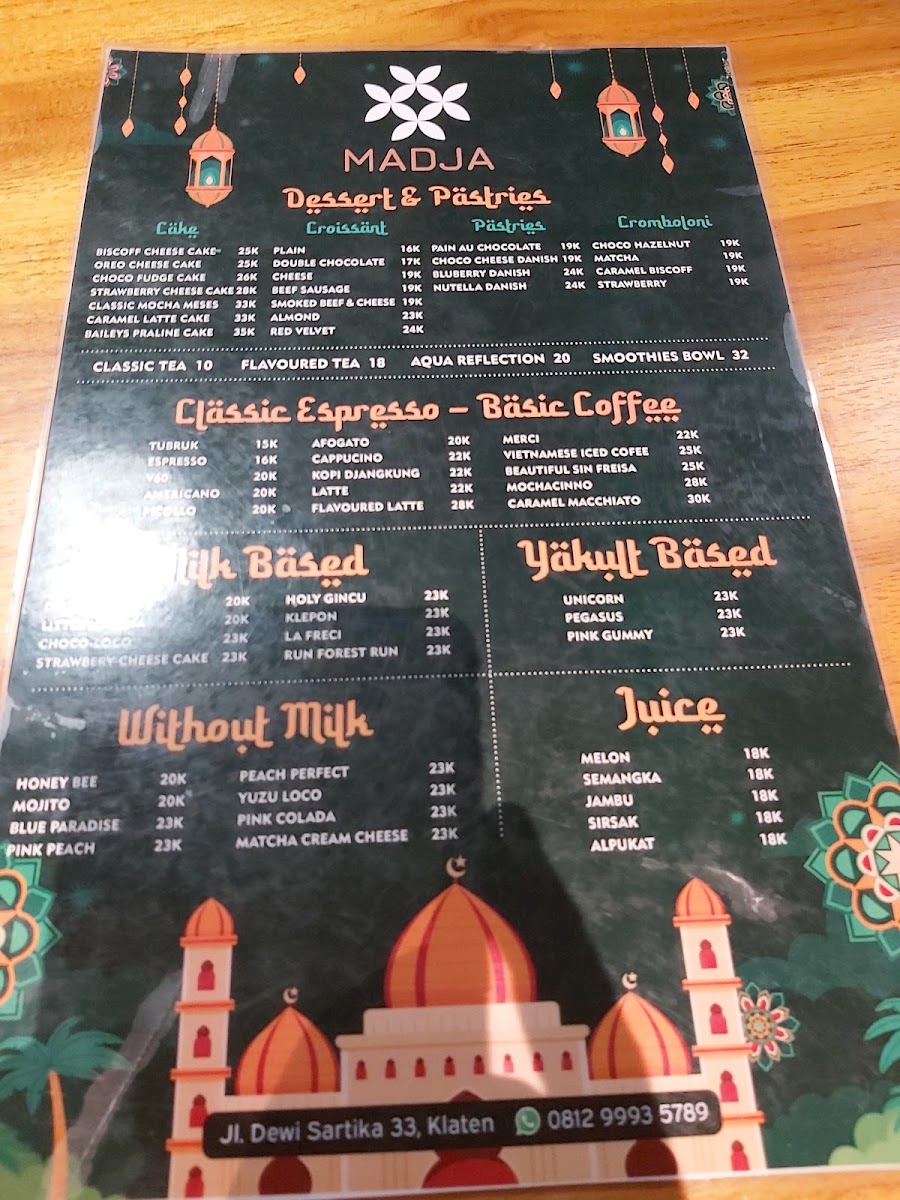 MADJA
Dessert & Pästries
Cäke
BISCOFF CHEESE CAKE 25K
OREO CHEESE CAKE 25K
CHOCO FUDGE CAKE 26K
STRAWBERRY CHEESE CAKE 28K
CLASSIC MOCHA MESES 33K
CARAMEL LATTE CAKE 33K
BAILEYS PRALINE CAKE 35K
Croissänt
PLAIN 16K
DOUBLE CHOCOLATE 17K
CHEESE 19K
BEEF SAUSAGE 19K
SMOKED BEEF & CHEESE 19K
ALMOND 23K
RED VELVET 24K
Pästries
PAIN AU CHOCOLATE 19K
CHOCO CHEESE DANISH 19K
BLUBERRY DANISH 24K
NUTELLA DANISH 24K
Cromboloni
CHOCO HAZELNUT 19K
MATCHA 19K
CARAMEL BISCOFF 19K
STRAWBERRY 19K
CLASSIC TEA 10 FLAVOURED TEA 18 AQUA REFLECTION 20 SMOOTHIES BOWL 32
Clässic Espresso – Bäsic Coffee
TUBRUK 15K
ESPRESSO 16K
V60 20K
AMERICANO 20K
PICOLLO 20K
AFOGATO 20K
CAPPUCINO 22K
KOPI DJANGKUNG 22K
LATTE 22K
FLAVOURED LATTE 28K
MERCI 22K
VIETNAMESE ICED COFEE 25K
BEAUTIFUL SIN FREISA 25K
MOCHACINNO 28K
CARAMEL MACCHIATO 30K
Milk Bäsed
20K
20K
CHOCO LOCO 23K
STRAWBERY CHEESE CAKE 23K
HOLY GINCU 23K
KLEPON 23K
LA FRECI 23K
RUN FOREST RUN 23K
Yäkult Bäsed
UNICORN 23K
PEGASUS 23K
PINK GUMMY 23K
Without Milk
HONEY BEE 20K
MOJITO 20K
BLUE PARADISE 23K
PINK PEACH 23K
PEACH PERFECT 23K
YUZU LOCO 23K
PINK COLADA 23K
MATCHA CREAM CHEESE 23K
Juice
MELON 18K
SEMANGKA 18K
JAMBU 18K
SIRSAK 18K
ALPUKAT 18K
Jl. Dewi Sartika 33, Klaten 0812 9993 5789